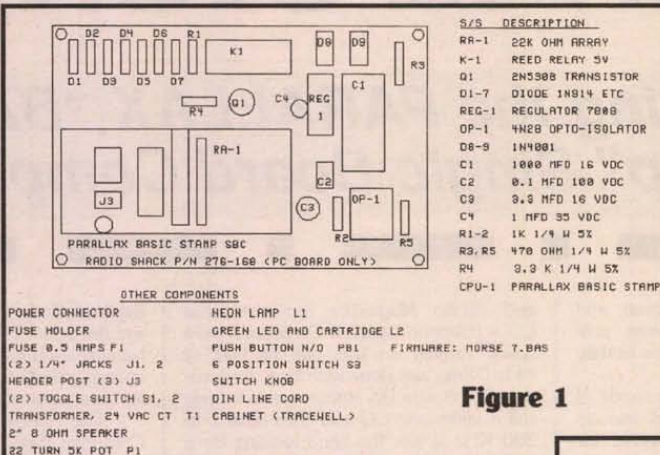 D2 D4 D6 R1
K1
D9 D9
R3
D1 D3 D5 D7
R4
Q1
C4
REG 1
C1
RA-1
J3
C2
C3
OP-1
R2
R5
PARALLAX BASIC STAMP SBC
RADIO SHACK P/N 276-168 (PC BOARD ONLY)
S/S DESCRIPTION
RA-1 22K OHM ARRAY
K-1 REED RELAY 5V
Q1 2N5308 TRANSISTOR
D1-7 DIODE 1N914 ETC
REG-1 REGULATOR 7808
OP-1 4N28 OPTO-ISOLATOR
D8-9 1N4001
C1 1000 MFD 16 VDC
C2 0.1 MFD 100 VDC
C3 3.3 MFD 16 VDC
C4 1 MFD 35 VDC
R1-2 1K 1/4 W 5%
R3, R5 470 OHM 1/4 W 5%
R4 3.3 K 1/4 W 5%
CPU-1 PARALLAX BASIC STAMP
OTHER COMPONENTS
POWER CONNECTOR
FUSE HOLDER
FUSE 0.5 AMPS F1
(2) 1/4" JACKS J1, 2
HEADER POST (3) J3
(2) TOGGLE SWITCH S1, 2
TRANSFORMER, 24 VAC CT T1
2" 8 OHM SPEAKER
22 TURN 5K POT P1
NEON LAMP L1
GREEN LED AND CARTRIDGE L2
PUSH BUTTON N/O PB1
6 POSITION SWITCH S3
SWITCH KNOB
DIN LINE CORD
CABINET (TRACEWELL)
FIRMWARE: MORSE 7.BAS
Figure 1